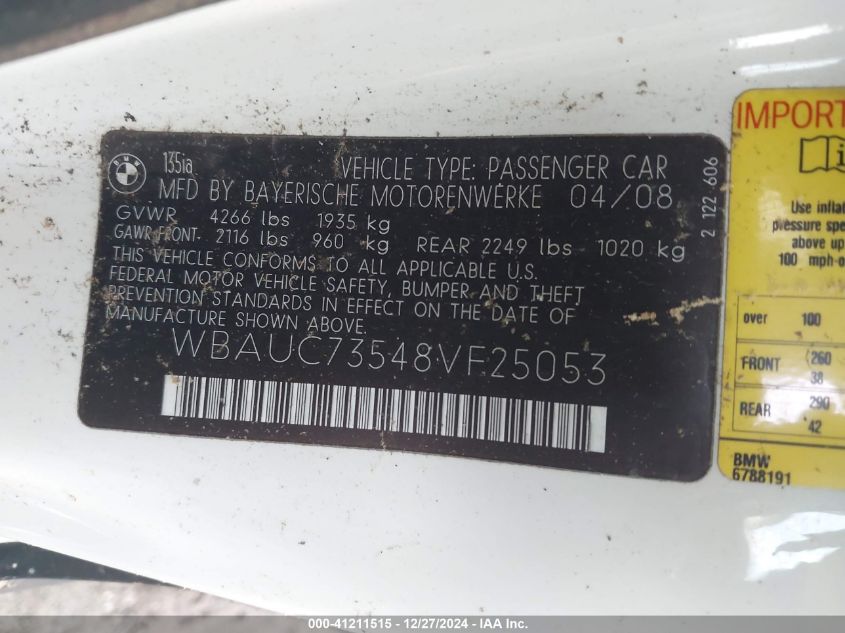 BMW
135ia
VEHICLE TYPE: PASSENGER CAR
MFD BY BAYERISCHE MOTORENWERKE 04/08
GVWR 4266 lbs 1935 kg
GAWR FRONT: 2116 lbs 960 kg REAR 2249 lbs 1020 kg
THIS VEHICLE CONFORMS TO ALL APPLICABLE U.S.
FEDERAL MOTOR VEHICLE SAFETY, BUMPER AND THEFT
PREVENTION STANDARDS IN EFFECT ON THE DATE OF
MANUFACTURE SHOWN ABOVE.
WBAUC73548VF25053
2 122 606
IMPORT
i
Use inflat
pressure spe
above up
100 mph-o
over 100
FRONT 260
38
REAR 290
42
BMW
6788191
000-41211515 - 12/27/2024 - IAAI.COM